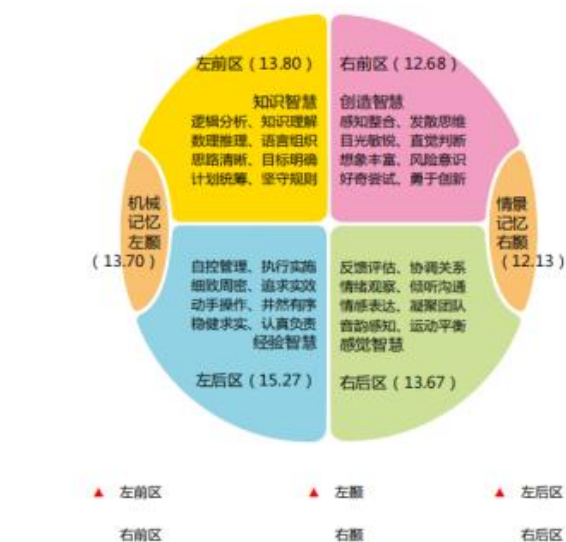 左前区（13.80）
知识智慧
逻辑分析、知识理解
数理推理、语言组织
思路清晰、目标明确
计划统筹、坚守规则
右前区（12.68）
创造智慧
感知整合、发散思维
目光敏锐、直觉判断
想象丰富、风险意识
好奇尝试、勇于创新
机械
记忆
左颞
（13.70）
情景
记忆
右颞
（12.13）
自控管理、执行实施
细致周密、追求实效
动手操作、井然有序
稳健求实、认真负责
经验智慧
左后区（15.27）
反馈评估、协调关系
情绪观察、倾听沟通
情感表达、凝聚团队
音韵感知、运动平衡
感觉智慧
右后区（13.67）
▲ 左前区
▲ 左颞
▲ 左后区
右前区
右颞
右后区